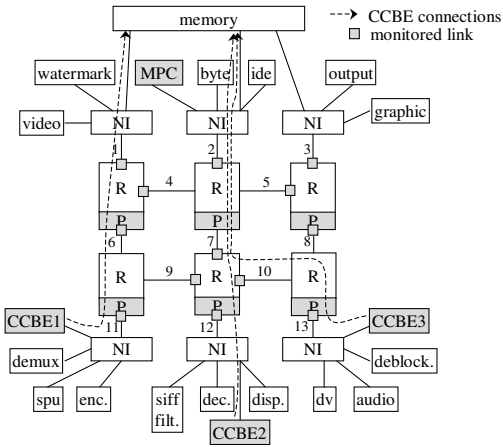 memory
CCBE connections
monitored link
watermark
MPC
byte
ide
output
video
NI
NI
NI
graphic
1
2
3
R
4
R
5
R
P
P
P
6
7
8
R
9
R
10
R
P
P
P
CCBE1
11
12
13
CCBE3
demux
NI
NI
NI
deblock.
spu
enc.
siff
filt.
dec.
disp.
dv
audio
CCBE2